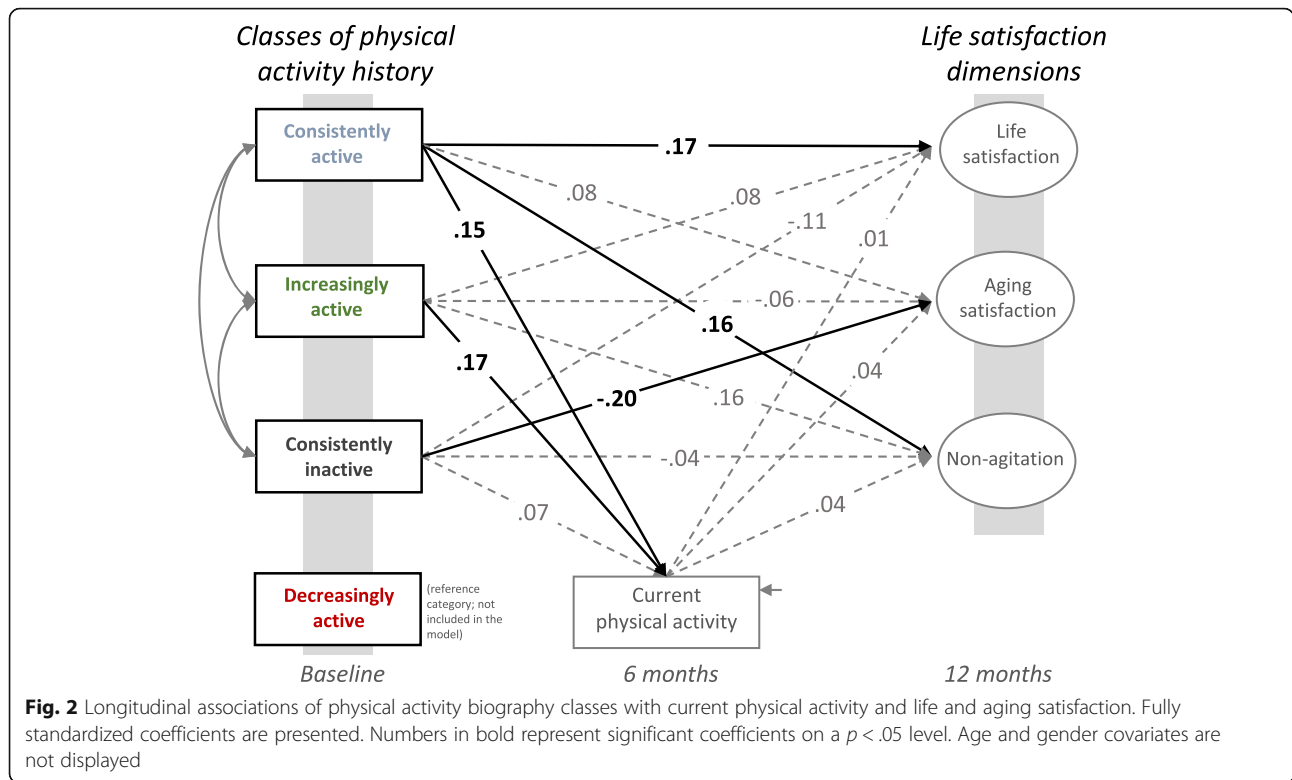 Classes of physical
activity history
Life satisfaction
dimensions
Consistently
active
Increasingly
active
Consistently
inactive
Decreasingly
active
(reference
category; not
included in the
model)
.17
.08
.08
-.11
.15
.01
-.06
.16
.17
.04
-.20
.16
-.04
.07
.04
Current
physical activity
Life
satisfaction
Aging
satisfaction
Non-agitation
Baseline
6 months
12 months
Fig. 2 Longitudinal associations of physical activity biography classes with current physical activity and life and aging satisfaction. Fully
standardized coefficients are presented. Numbers in bold represent significant coefficients on a p < .05 level. Age and gender covariates are
not displayed